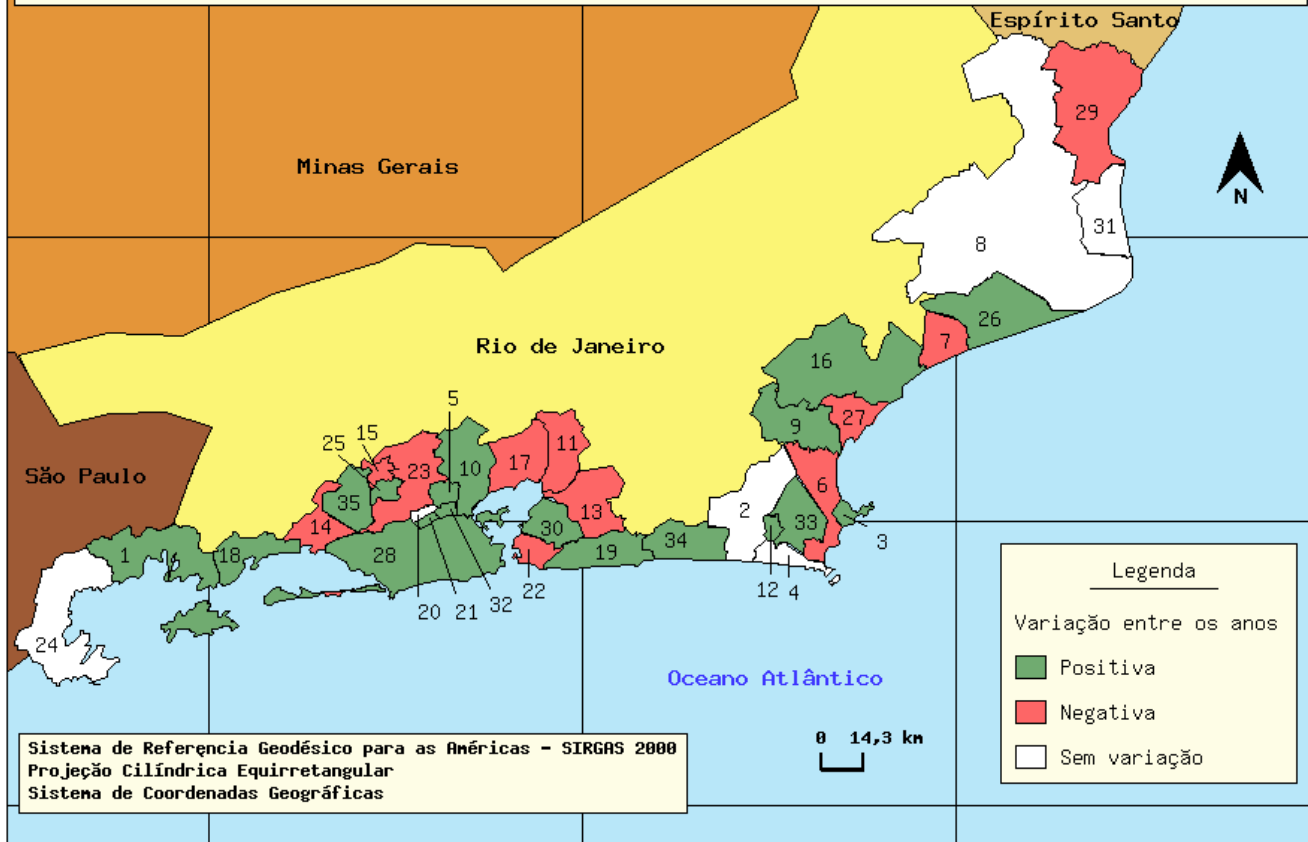 Espírito Santo
29
Minas Gerais
N
31
8
26
Rio de Janeiro
7
16
5
27
9
15
25
11
17
23
10
São Paulo
6
35
2
13
14
30
33
1
18
28
19
34
3
12
4
22
32
21
20
24
Legenda
Variação entre os anos
Positiva
Negativa
Sem variação
Oceano Atlântico
0 14,3 km
Sistema de Referência Geodésico para as Américas - SIRGAS 2000
Projeção Cilíndrica Equirretangular
Sistema de Coordenadas Geográficas